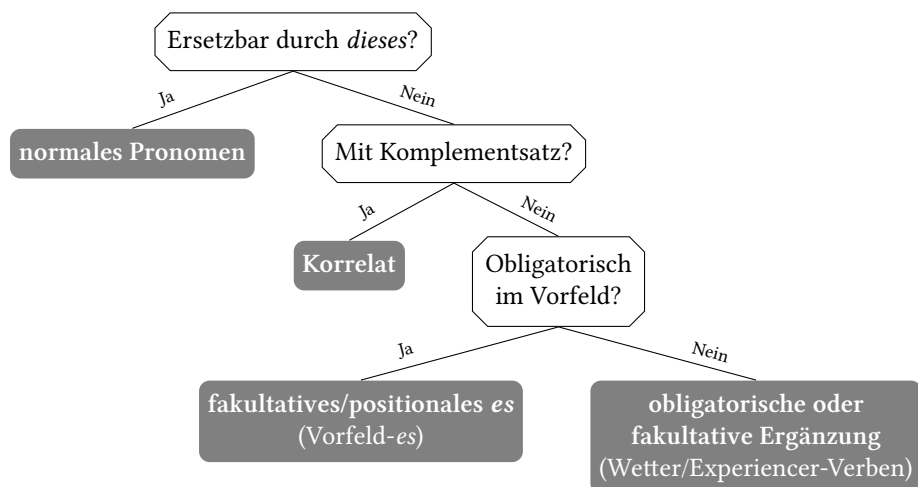 Ersetzbar durch dieses?
Ja
Nein
normales Pronomen
Mit Komplementsatz?
Ja
Nein
Korrelat
Obligatorisch
im Vorfeld?
Ja
Nein
fakultatives/positionales es
(Vorfeld-es)
obligatorische oder
fakultative Ergänzung
(Wetter/Experiencer-Verben)